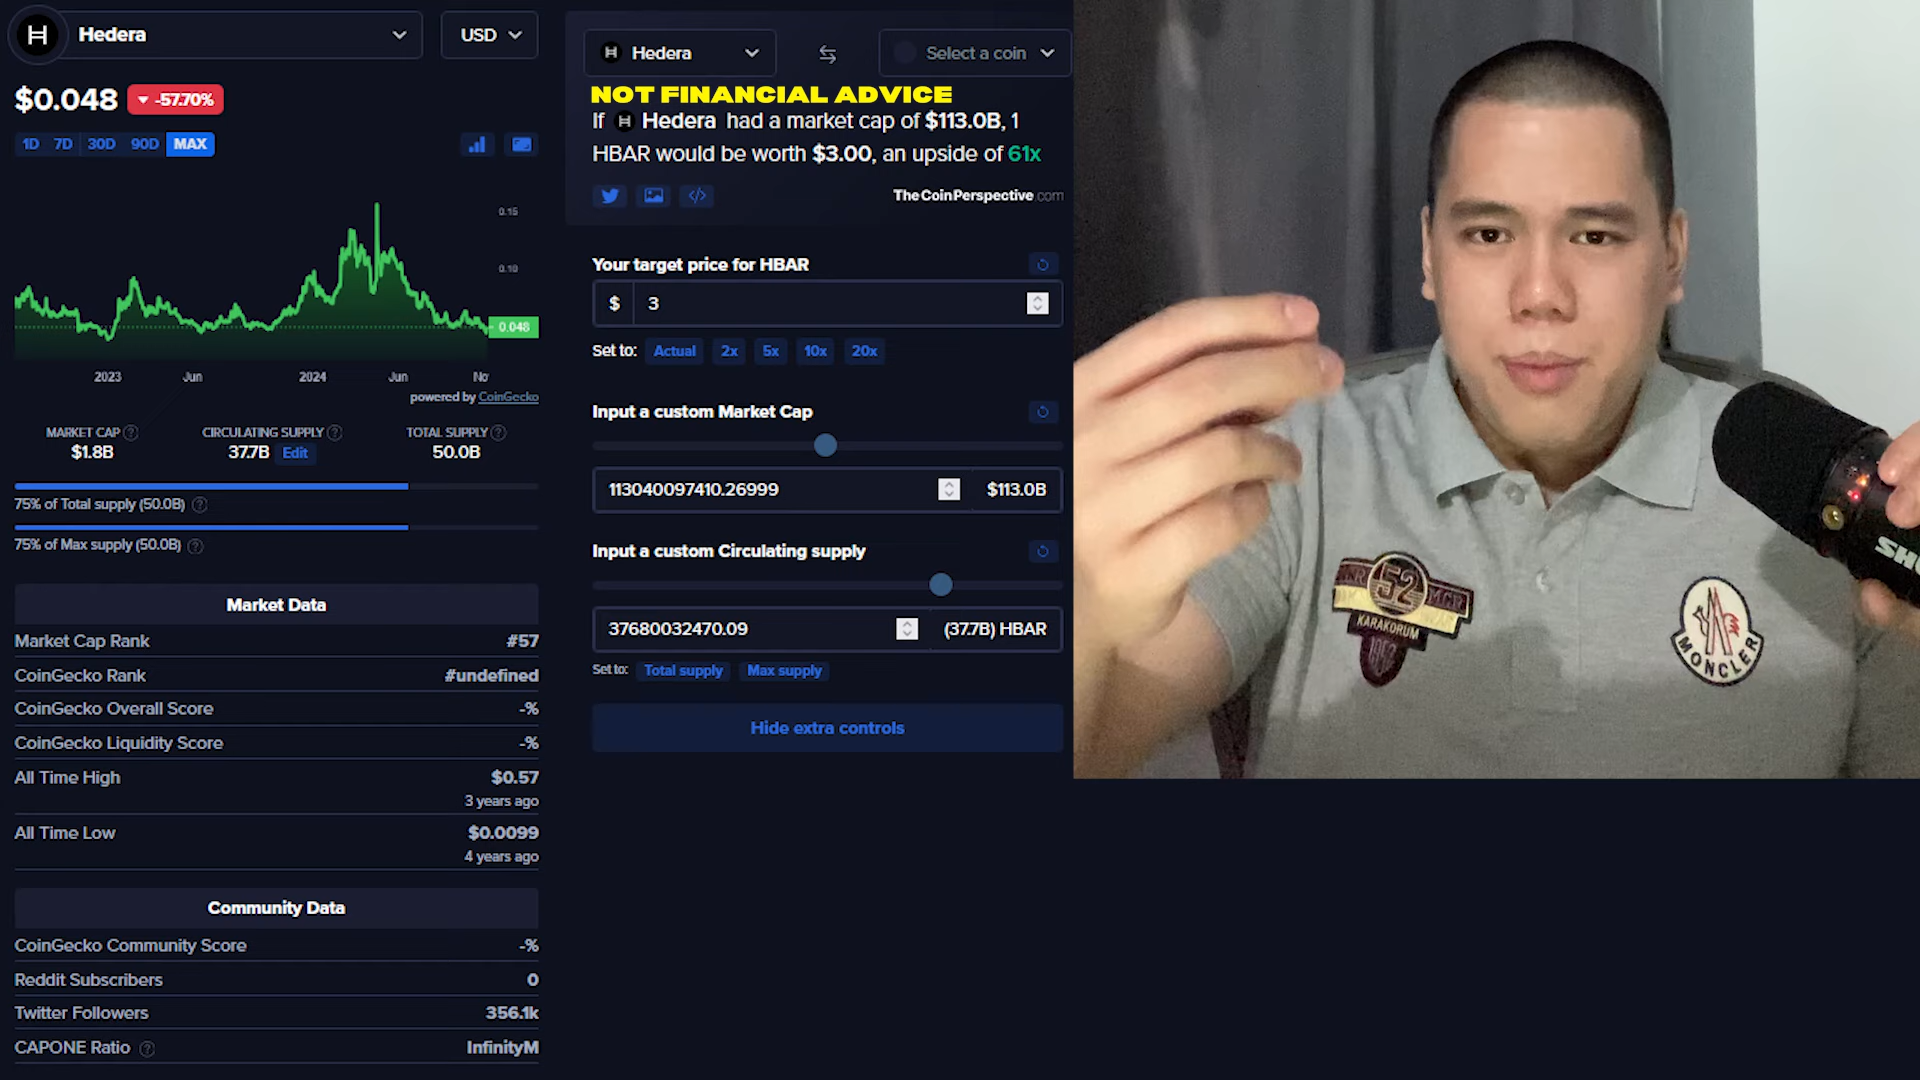 Hedera
USD
$0.048
-57.70%
1D 7D 30D 90D MAX
0.15
0.10
0.048
2023 Jun 2024 Jun No
powered by CoinGecko
MARKET CAP
$1.8B
CIRCULATING SUPPLY
37.7B Edit
TOTAL SUPPLY
50.0B
75% of Total supply (50.0B)
75% of Max supply (50.0B)
Market Data
Market Cap Rank #57
CoinGecko Rank #undefined
CoinGecko Overall Score -%
CoinGecko Liquidity Score -%
All Time High $0.57
3 years ago
All Time Low $0.0099
4 years ago
Community Data
CoinGecko Community Score -%
Reddit Subscribers 0
Twitter Followers 356.1k
CAPONE Ratio InfinityM
Hedera
Select a coin
NOT FINANCIAL ADVICE
If Hedera had a market cap of $113.0B, 1
HBAR would be worth $3.00, an upside of 61x
TheCoinPerspective.com
Your target price for HBAR
$ 3
Set to: Actual 2x 5x 10x 20x
Input a custom Market Cap
113040097410.26999 $113.0B
Input a custom Circulating supply
37680032470.09 (37.7B) HBAR
Set to: Total supply Max supply
Hide extra controls
52
KARAKORUM
MONCLER